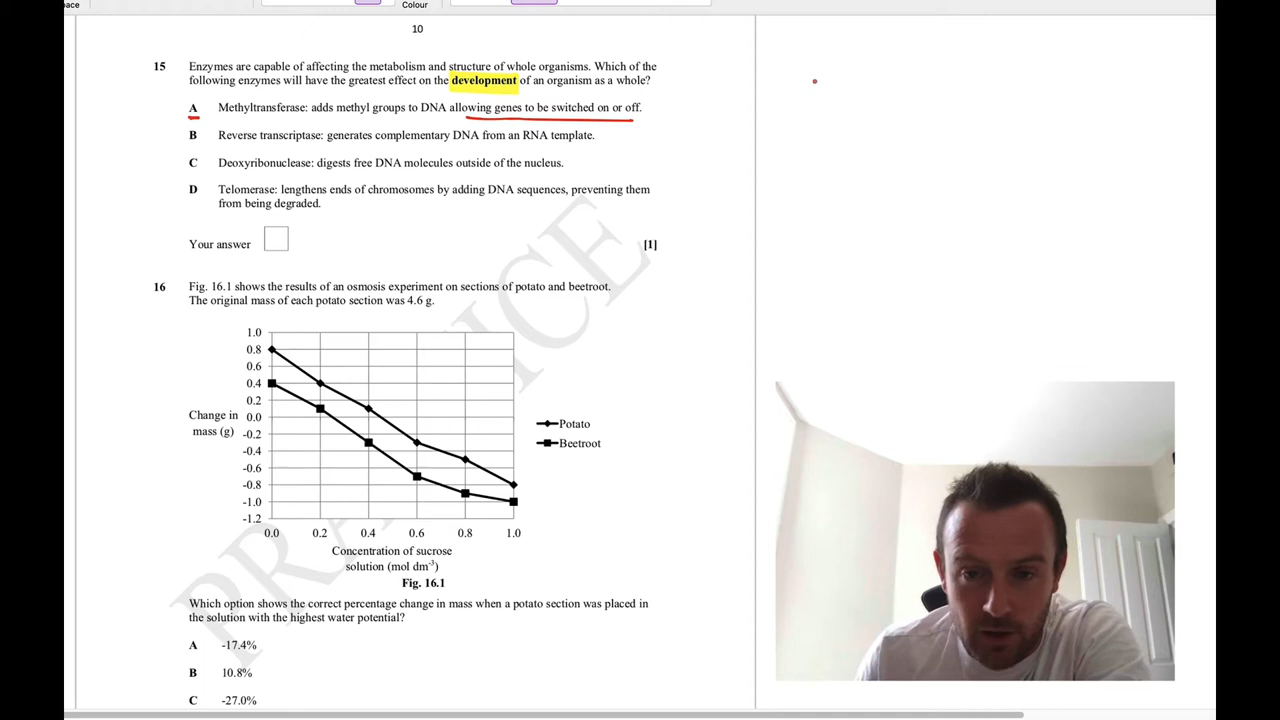 pace
Colour
10
15 Enzymes are capable of affecting the metabolism and structure of whole organisms. Which of the
following enzymes will have the greatest effect on the development of an organism as a whole?
A Methyltransferase: adds methyl groups to DNA allowing genes to be switched on or off.
B Reverse transcriptase: generates complementary DNA from an RNA template.
C Deoxyribonuclease: digests free DNA molecules outside of the nucleus.
D Telomerase: lengthens ends of chromosomes by adding DNA sequences, preventing them
from being degraded.
Your answer [1]
16 Fig. 16.1 shows the results of an osmosis experiment on sections of potato and beetroot.
The original mass of each potato section was 4.6 g.
1.0
0.8
0.6
0.4
0.2
Change in 0.0
mass (g) -0.2
-0.4
-0.6
-0.8
-1.0
-1.2
Potato
Beetroot
0.0 0.2 0.4 0.6 0.8 1.0
Concentration of sucrose
solution (mol dm⁻³)
Fig. 16.1
Which option shows the correct percentage change in mass when a potato section was placed in
the solution with the highest water potential?
A -17.4%
B 10.8%
C -27.0%
PRACTICE